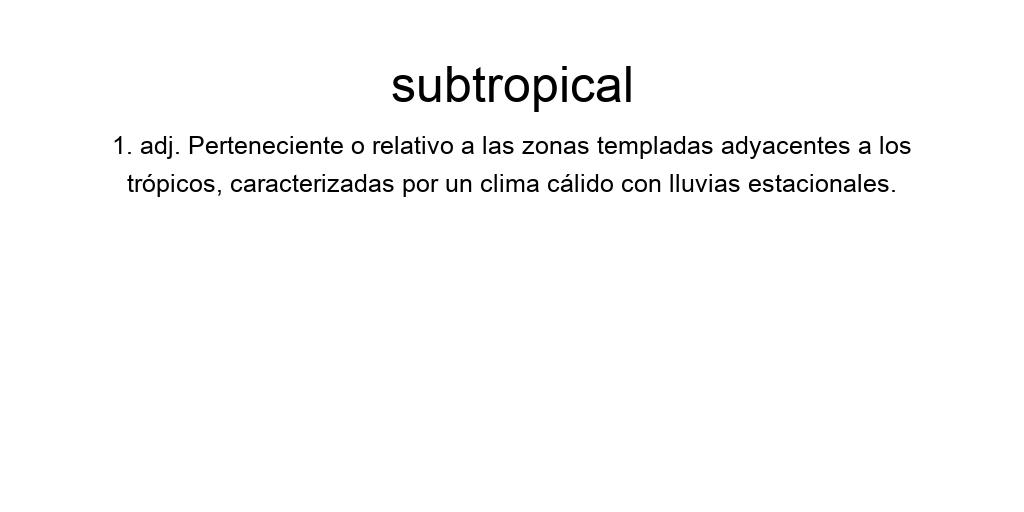 subtropical
1. adj. Perteneciente o relativo a las zonas templadas adyacentes a los
trópicos, caracterizadas por un clima cálido con lluvias estacionales.